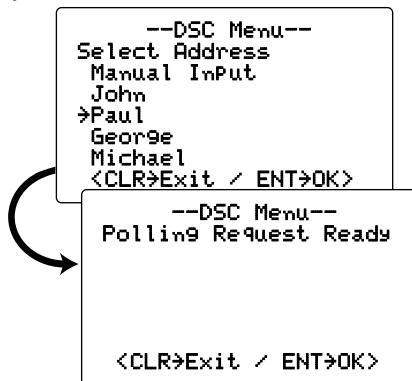 --DSC Menu--
Select Address
Manual InPut
John
→Paul
George
Michael
<CLR→Exit / ENT→OK>
--DSC Menu--
Polling Request Ready
<CLR→Exit / ENT→OK>